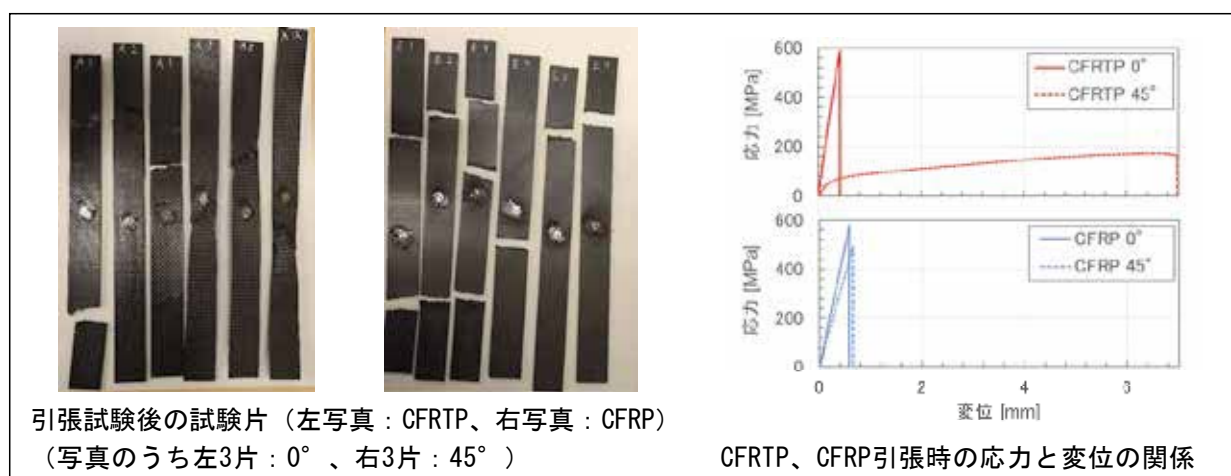 600
400
200
0
応力 [MPa]
CFRTP 0°
CFRTP 45°
600
400
200
0
応力 [MPa]
CFRP 0°
CFRP 45°
0
2
4
6
変位 [mm]
引張試験後の試験片（左写真：CFRTP、右写真：CFRP）
（写真のうち左3片：0°、右3片：45°）
CFRTP、CFRP引張時の応力と変位の関係